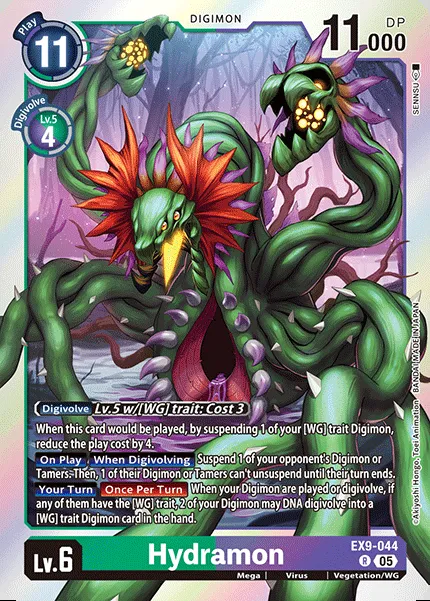 Play
11
DIGIMON
11000
DP
Digivolve
Lv.5
4
SENNSU
Digivolve Lv.5 w/[WG] trait: Cost 3
When this card would be played, by suspending 1 of your [WG] trait Digimon,
reduce the play cost by 4.
On Play When Digivolving Suspend 1 of your opponent's Digimon or
Tamers. Then, 1 of their Digimon or Tamers can't unsuspend until their turn ends.
Your Turn Once Per Turn When your Digimon are played or digivolve, if
any of them have the [WG] trait, 2 of your Digimon may DNA digivolve into a
[WG] trait Digimon card in the hand.
©Akiyoshi Hongo, Toei Animation BANDAI MADE IN JAPAN
Lv.6
Hydramon
EX9-044
R 05
Mega | Virus | Vegetation/WG